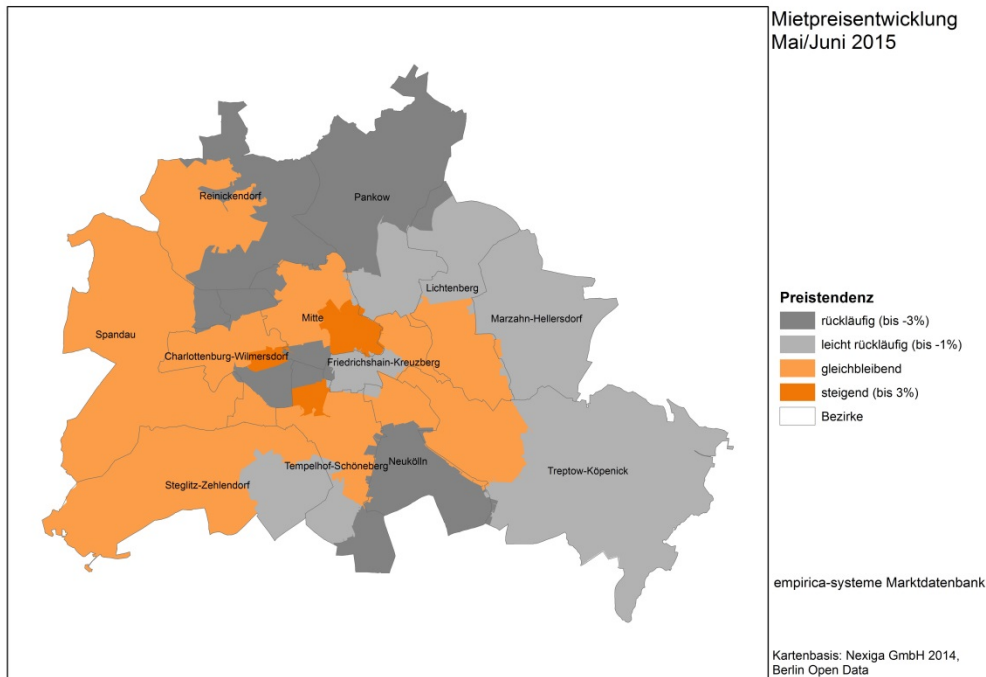 Mietpreisentwicklung
Mai/Juni 2015
Reinickendorf
Pankow
Lichtenberg
Marzahn-Hellersdorf
Spandau
Mitte
Charlottenburg-Wilmersdorf
Friedrichshain-Kreuzberg
Tempelhof-Schöneberg
Neukölln
Treptow-Köpenick
Steglitz-Zehlendorf
Preistendenz
rückläufig (bis -3%)
leicht rückläufig (bis -1%)
gleichbleibend
steigend (bis 3%)
Bezirke
empirica-systeme Marktdatenbank
Kartenbasis: Nexiga GmbH 2014,
Berlin Open Data